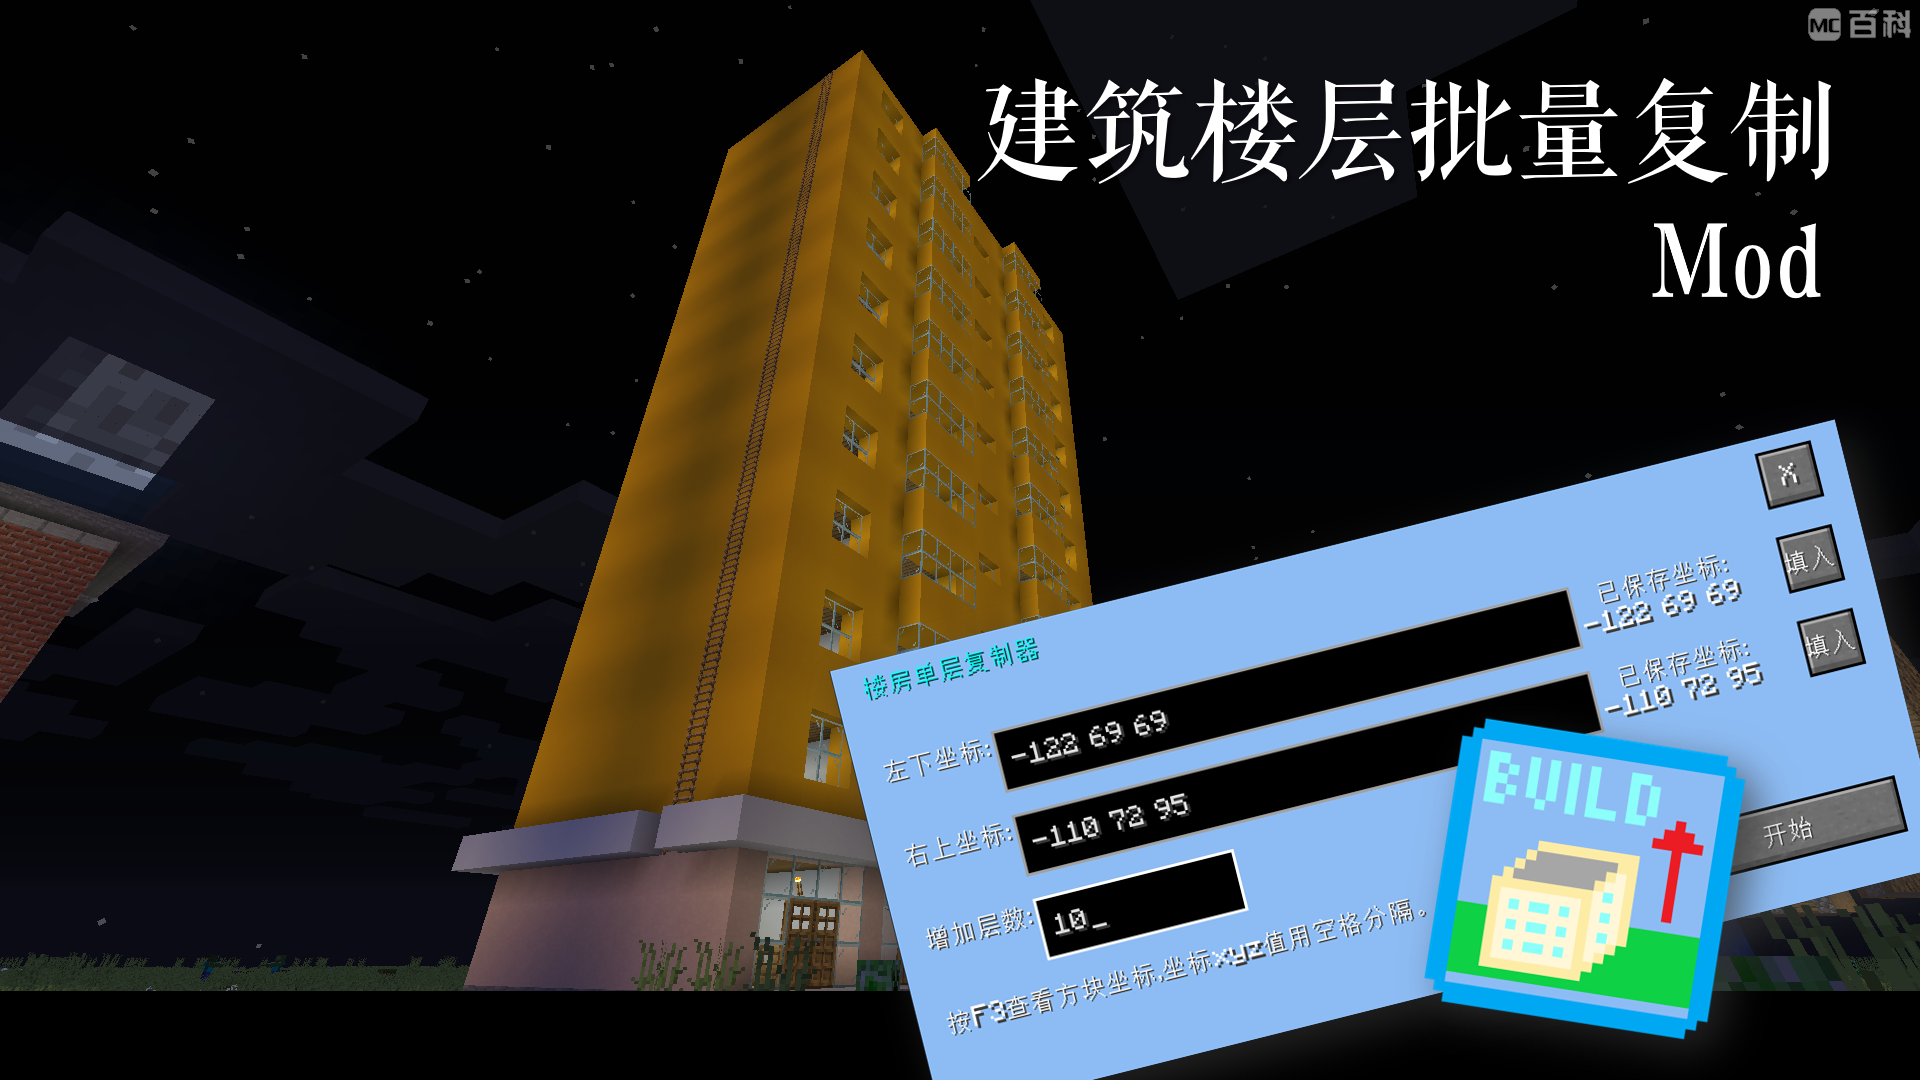 MC百科
建筑楼层批量复制
Mod
X
楼房单层复制器
左下坐标:
-122 69 69
已保存坐标:
-122 69 69
填入
右上坐标:
-110 72 95
已保存坐标:
-110 72 95
填入
增加层数:
10_
开始
按F3查看方块坐标,坐标xyz值用空格分隔。
BUILD